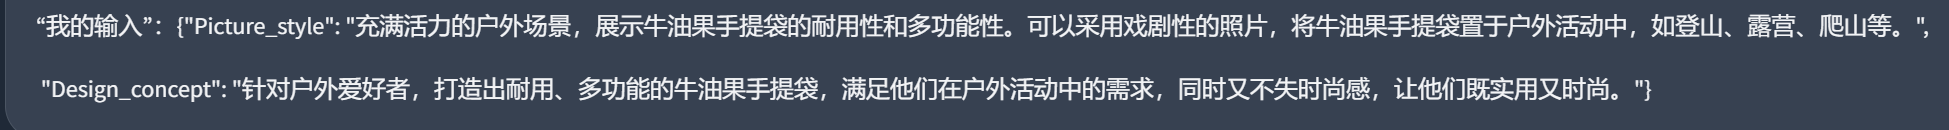 “我的输入”：{"Picture_style": "充满活力的户外场景，展示牛油果手提袋的耐用性和多功能性。可以采用戏剧性的照片，将牛油果手提袋置于户外活动中，如登山、露营、爬山等。",
"Design_concept": "针对户外爱好者，打造出耐用、多功能的牛油果手提袋，满足他们在户外活动中的需求，同时又不失时尚感，让他们既实用又时尚。"}